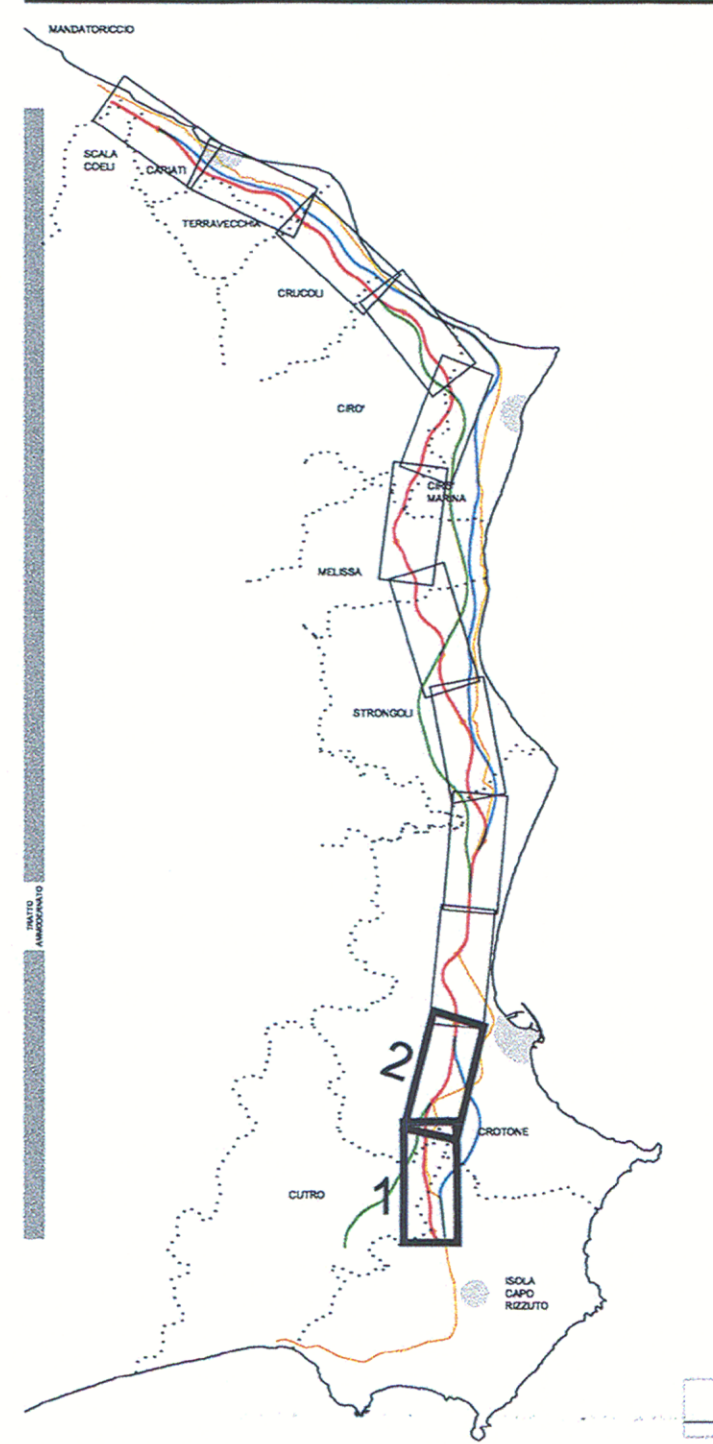 MANDATORICCIO
SCALA
COELI
CARIATI
TERRAVECCHIA
CRUCOLI
CIRO'
CIRO'
MARINA
MELISSA
STRONGOLI
TRATTO
AMMODERNATO
2
CROTONE
1
CUTRO
ISOLA
CAPO
RIZZUTO